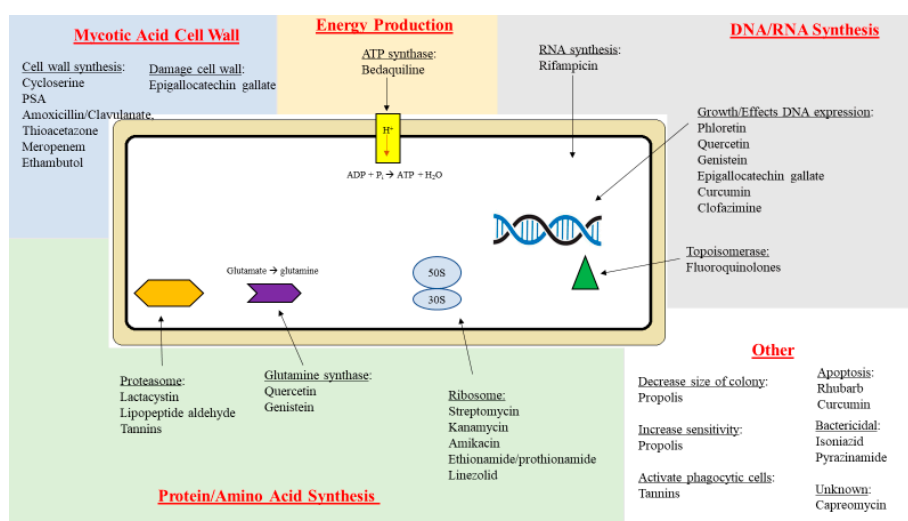 Mycotic Acid Cell Wall
Cell wall synthesis:
Cycloserine
PSA
Amoxicillin/Clavulanate,
Thioacetazone
Meropenem
Ethambutol
Damage cell wall:
Epigallocatechin gallate
Energy Production
ATP synthase:
Bedaquiline
H⁺
ADP + Pᵢ → ATP + H₂O
DNA/RNA Synthesis
RNA synthesis:
Rifampicin
Growth/Effects DNA expression:
Phloretin
Quercetin
Genistein
Epigallocatechin gallate
Curcumin
Clofazimine
Topoisomerase:
Fluoroquinolones
Glutamate → glutamine
50S
30S
Proteasome:
Lactacystin
Lipopeptide aldehyde
Tannins
Glutamine synthase:
Quercetin
Genistein
Ribosome:
Streptomycin
Kanamycin
Amikacin
Ethionamide/prothionamide
Linezolid
Protein/Amino Acid Synthesis
Other
Decrease size of colony:
Propolis
Increase sensitivity:
Propolis
Activate phagocytic cells:
Tannins
Apoptosis:
Rhubarb
Curcumin
Bactericidal:
Isoniazid
Pyrazinamide
Unknown:
Capreomycin